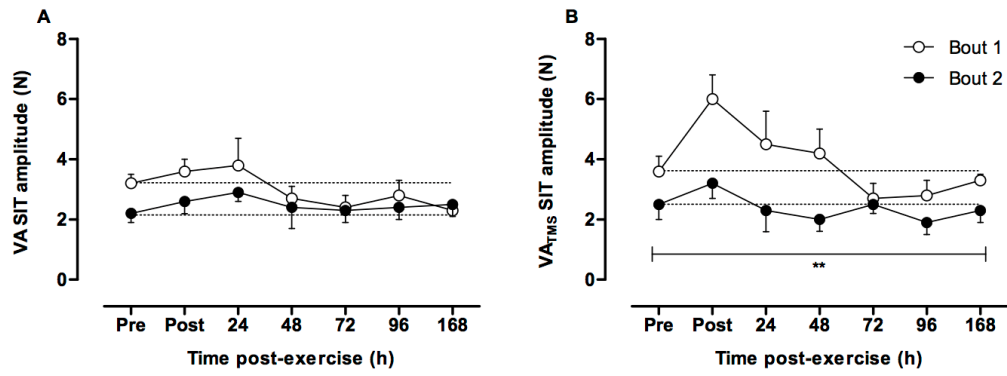 A
8
6
4
2
0
VA SIT amplitude (N)
Pre Post 24 48 72 96 168
Time post-exercise (h)
B
8
6
4
2
0
VATMS SIT amplitude (N)
Bout 1
Bout 2
**
Pre Post 24 48 72 96 168
Time post-exercise (h)